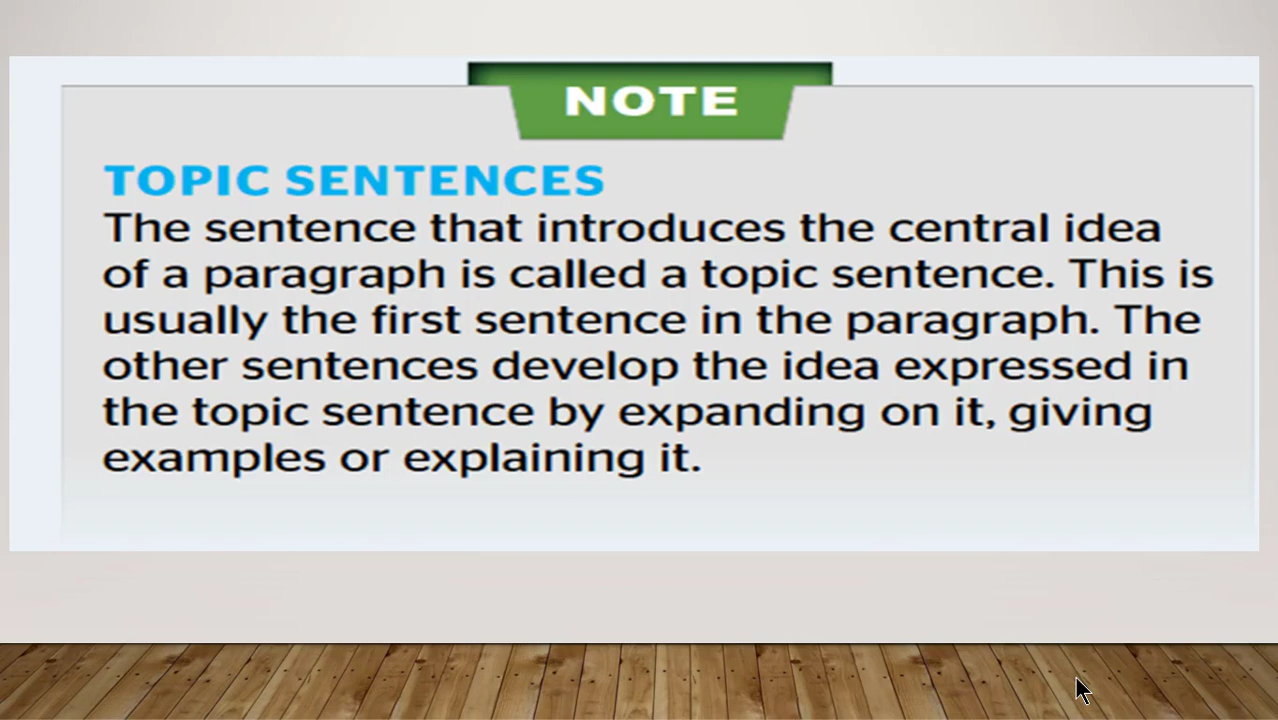 NOTE
TOPIC SENTENCES
The sentence that introduces the central idea
of a paragraph is called a topic sentence. This is
usually the first sentence in the paragraph. The
other sentences develop the idea expressed in
the topic sentence by expanding on it, giving
examples or explaining it.